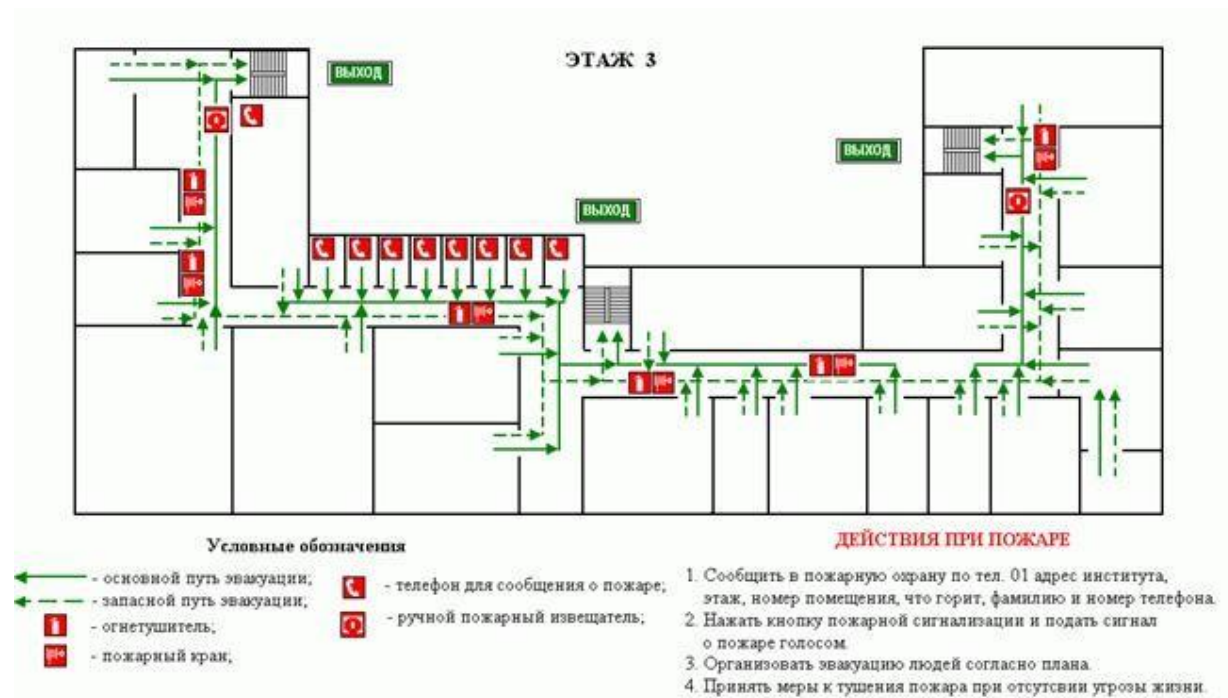 ЭТАЖ 3
ВЫХОД
ВЫХОД
ВЫХОД
Условные обозначения
- основной путь эвакуации;
- запасной путь эвакуации;
- огнетушитель;
- пожарный кран;
- телефон для сообщения о пожаре;
- ручной пожарный извещатель;
ДЕЙСТВИЯ ПРИ ПОЖАРЕ
1. Сообщить в пожарную охрану по тел. 01 адрес института,
этаж, номер помещения, что горит, фамилию и номер телефона.
2. Нажать кнопку пожарной сигнализации и подать сигнал
о пожаре голосом.
3. Организовать эвакуацию людей согласно плана.
4. Принять меры к тушения пожара при отсутсвии угрозы жизни